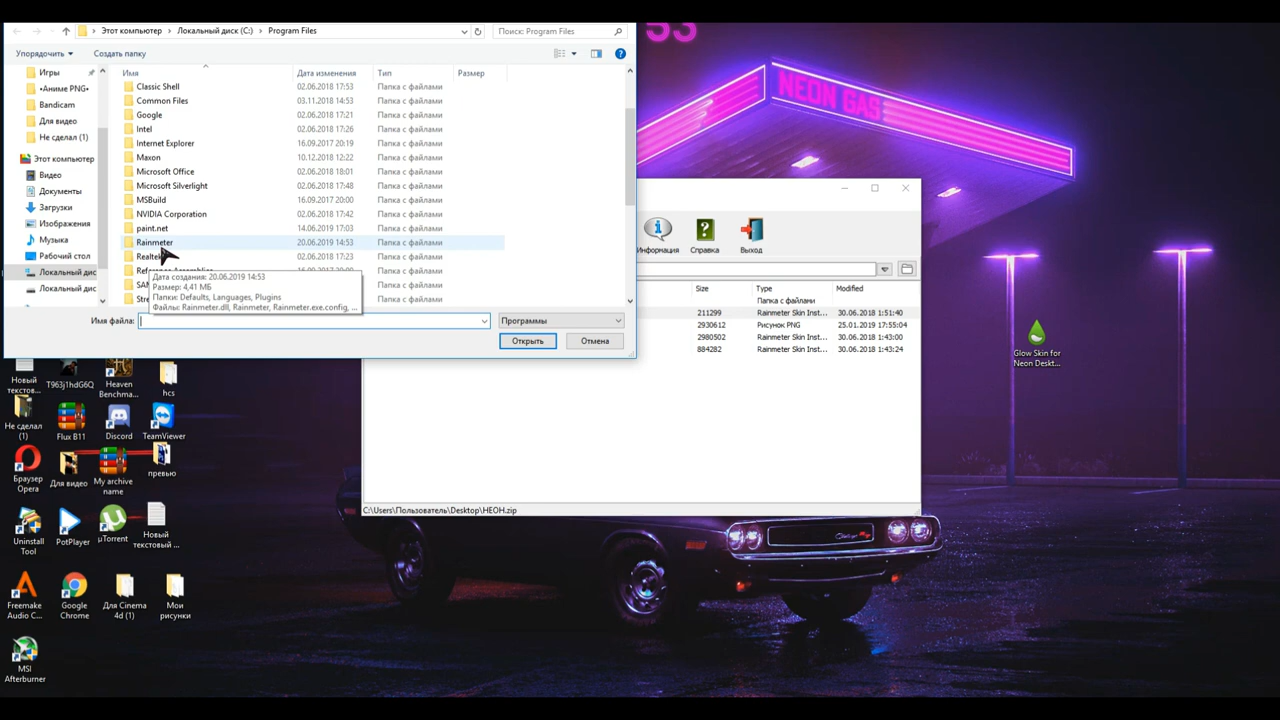 53
NEON GAS
Этот компьютер > Локальный диск (C:) > Program Files
Поиск: Program Files
Упорядочить
Создать папку
Имя
Дата изменения
Тип
Размер
Игры
•Аниме PNG•
Bandicam
Для видео
Не сделал (1)
Этот компьютер
Видео
Документы
Загрузки
Изображения
Музыка
Рабочий стол
Локальный дис
Локальный дис
Classic Shell 02.06.2018 17:53 Папка с файлами
Common Files 03.11.2018 14:53 Папка с файлами
Google 02.06.2018 17:21 Папка с файлами
Intel 02.06.2018 17:26 Папка с файлами
Internet Explorer 16.09.2017 20:19 Папка с файлами
Maxon 10.12.2018 12:22 Папка с файлами
Microsoft Office 02.06.2018 18:01 Папка с файлами
Microsoft Silverlight 02.06.2018 17:48 Папка с файлами
MSBuild 16.09.2017 20:00 Папка с файлами
NVIDIA Corporation 02.06.2018 17:42 Папка с файлами
paint.net 14.06.2019 17:03 Папка с файлами
Rainmeter 20.06.2019 14:53 Папка с файлами
Realtek 02.06.2018 17:39 Папка с файлами
Папка с файлами
Папка с файлами
Папка с файлами
Дата создания: 20.06.2019 14:53
Размер: 4,41 МБ
Папки: Defaults, Languages, Plugins
Файлы: Rainmeter.dll, Rainmeter, Rainmeter.exe.config, ...
Имя файла:
Программы
Открыть
Отмена
Информация
Справка
Выход
Size
Type
Modified
Папка с файлами
211299 Rainmeter Skin Inst... 30.06.2018 1:51:40
2930612 Рисунок PNG 25.01.2019 17:55:04
2980502 Rainmeter Skin Inst... 30.06.2018 1:43:00
884282 Rainmeter Skin Inst... 30.06.2018 1:43:24
C:\Users\Пользователь\Desktop\НЕОН.zip
Glow Skin for
Neon Deskt...
Новый
текстов...
T963j1hdG6Q
Heaven
Benchma...
hcs
Не сделал
(1)
Flux B11
Discord
TeamViewer
Браузер
Opera
Для видео
My archive
name
превью
Uninstall
Tool
PotPlayer
µTorrent
Новый
текстовый ...
Freemake
Audio C...
Google
Chrome
Для Cinema
4d (1)
Мои
рисунки
MSI
Afterburner